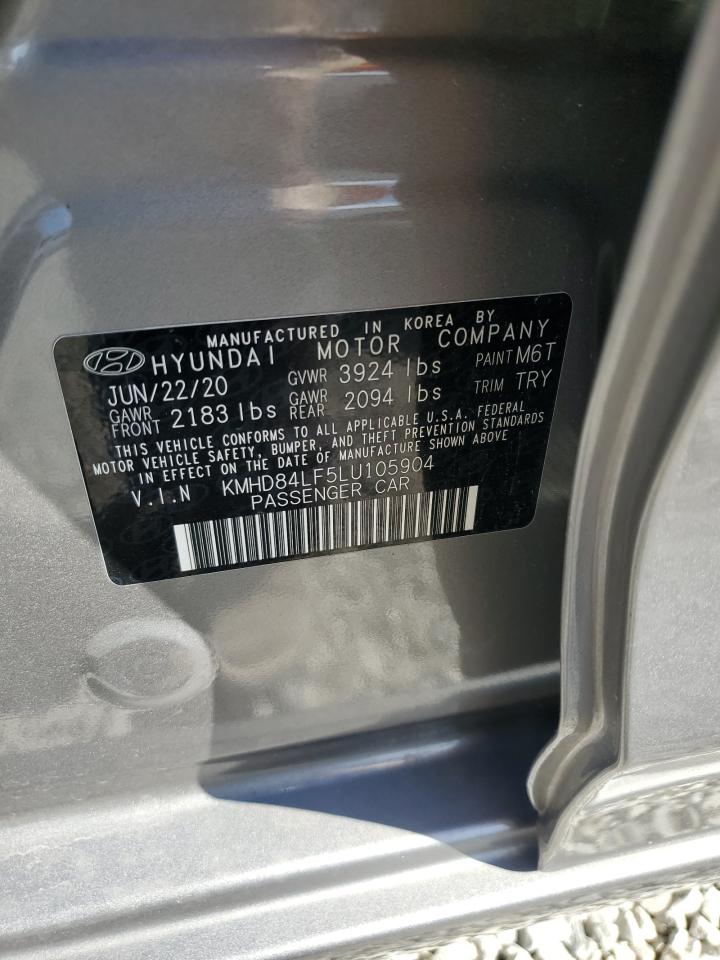 MANUFACTURED IN KOREA BY
HYUNDAI MOTOR COMPANY
JUN/22/20 GVWR 3924 lbs PAINT M6T
GAWR FRONT 2183 lbs GAWR REAR 2094 lbs TRIM TRY
THIS VEHICLE CONFORMS TO ALL APPLICABLE U.S.A. FEDERAL
MOTOR VEHICLE SAFETY, BUMPER, AND THEFT PREVENTION STANDARDS
IN EFFECT ON THE DATE OF MANUFACTURE SHOWN ABOVE
V.I.N KMHD84LF5LU105904
PASSENGER CAR